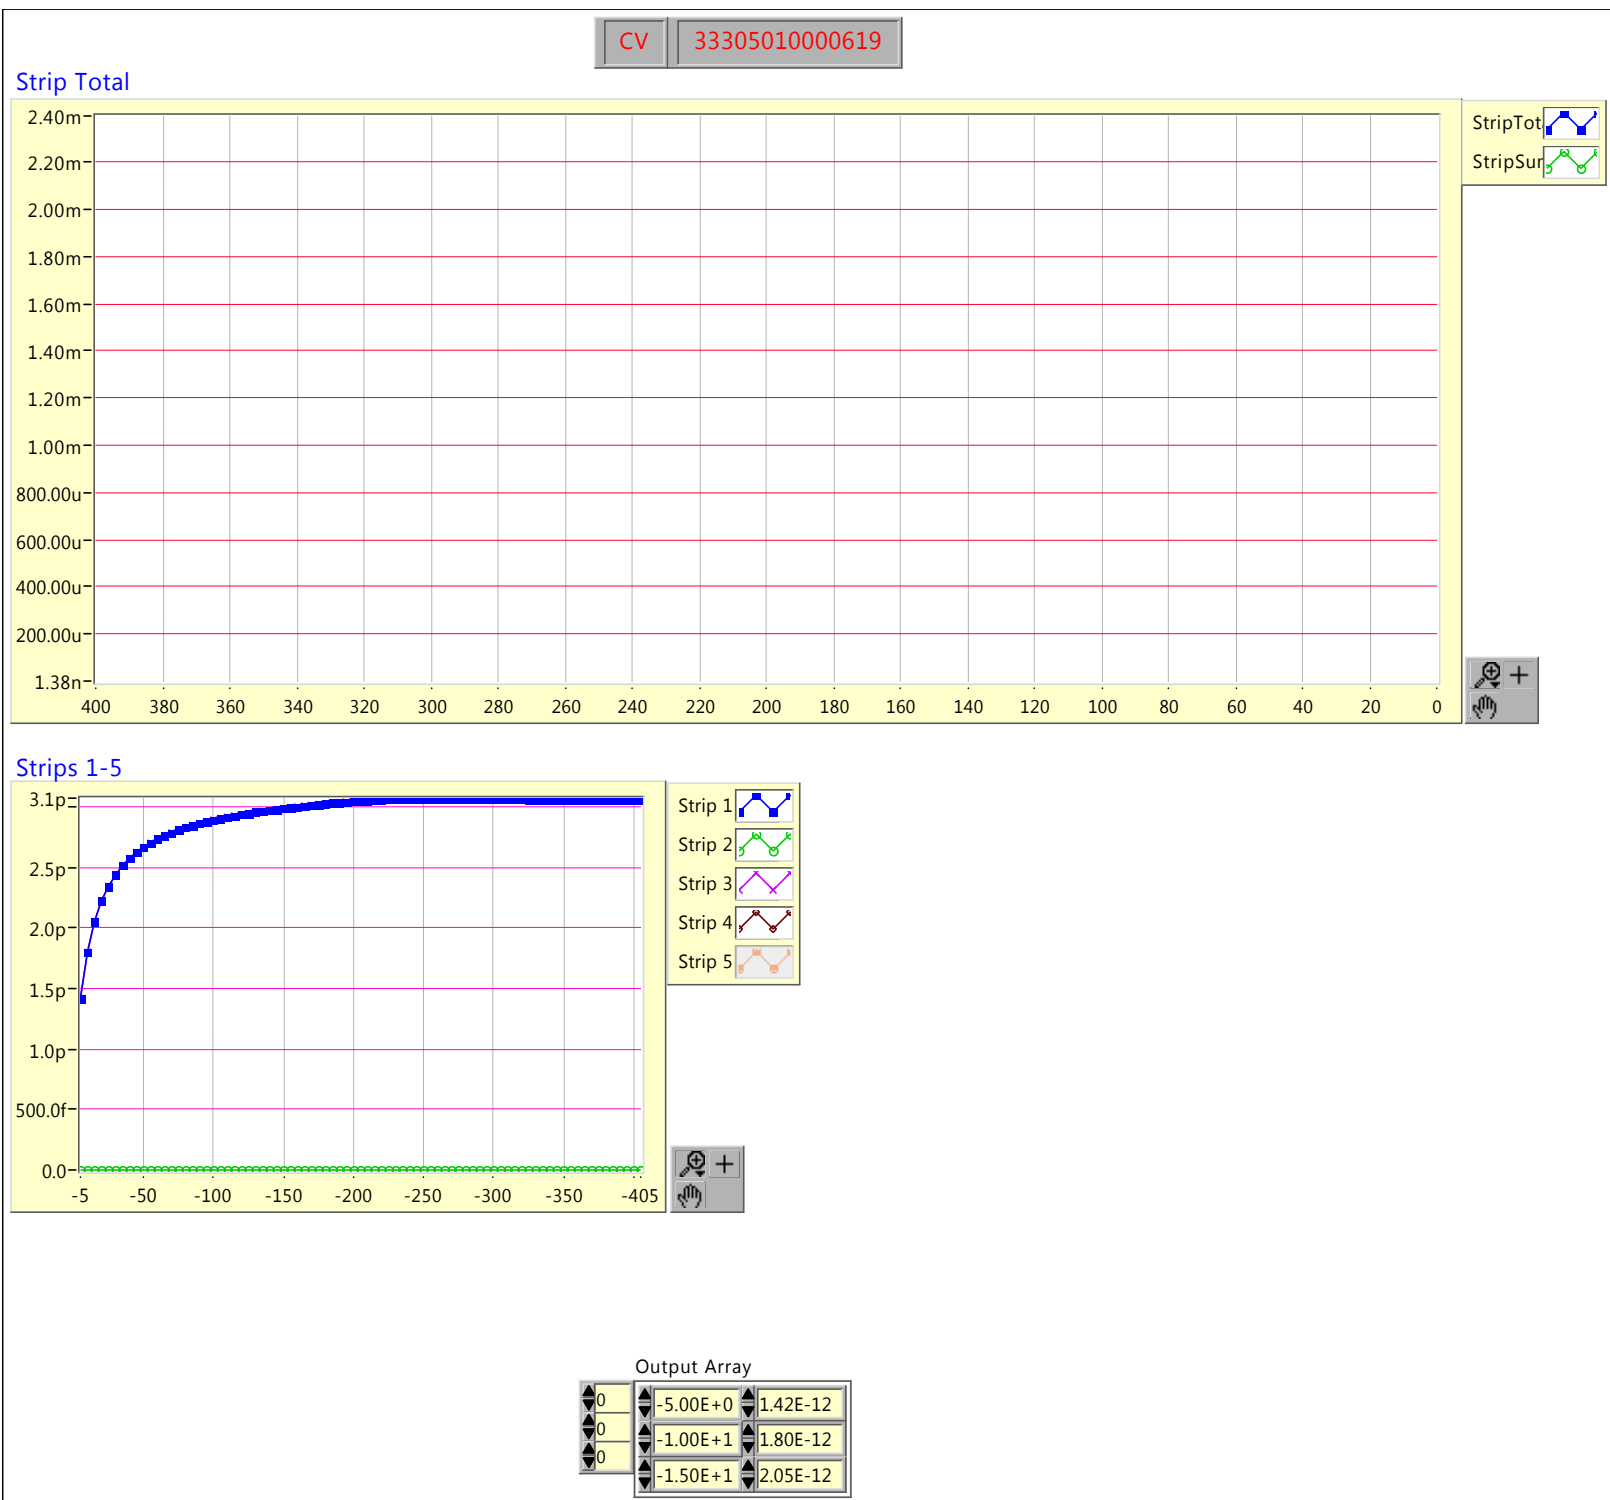 CV 33305010000619
Strip Total
2.40m
2.20m
2.00m
1.80m
1.60m
1.40m
1.20m
1.00m
800.00u
600.00u
400.00u
200.00u
1.38n
400 380 360 340 320 300 280 260 240 220 200 180 160 140 120 100 80 60 40 20 0
StripTot
StripSur
Strips 1-5
3.1p
2.5p
2.0p
1.5p
1.0p
500.0f
0.0
-5 -50 -100 -150 -200 -250 -300 -350 -405
Strip 1
Strip 2
Strip 3
Strip 4
Strip 5
Output Array
0 -5.00E+0 1.42E-12
0 -1.00E+1 1.80E-12
0 -1.50E+1 2.05E-12